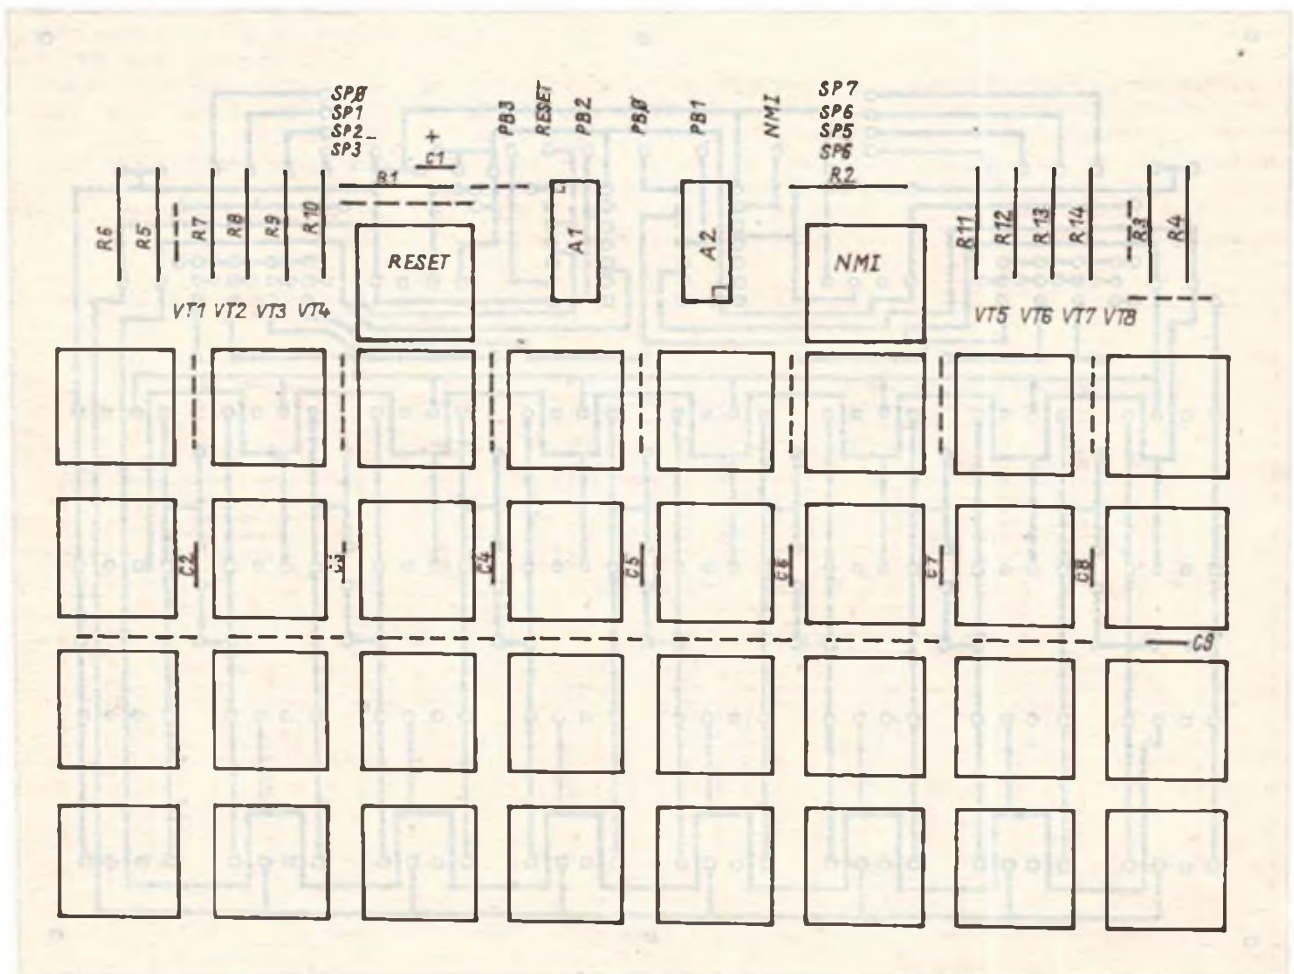 SPØ
SP1
SP2
SP3
+
C1
PB3
RESET
PB2
PBØ
PB1
NMI
SP7
SP6
SP5
SP6
R1
R2
R6
R5
R7
R8
R9
R10
RESET
A1
A2
NMI
R11
R12
R13
R14
R3
R4
VT1 VT2 VT3 VT4
VT5 VT6 VT7 VT8
C2
C4
C5
C6
C7
C8
C9